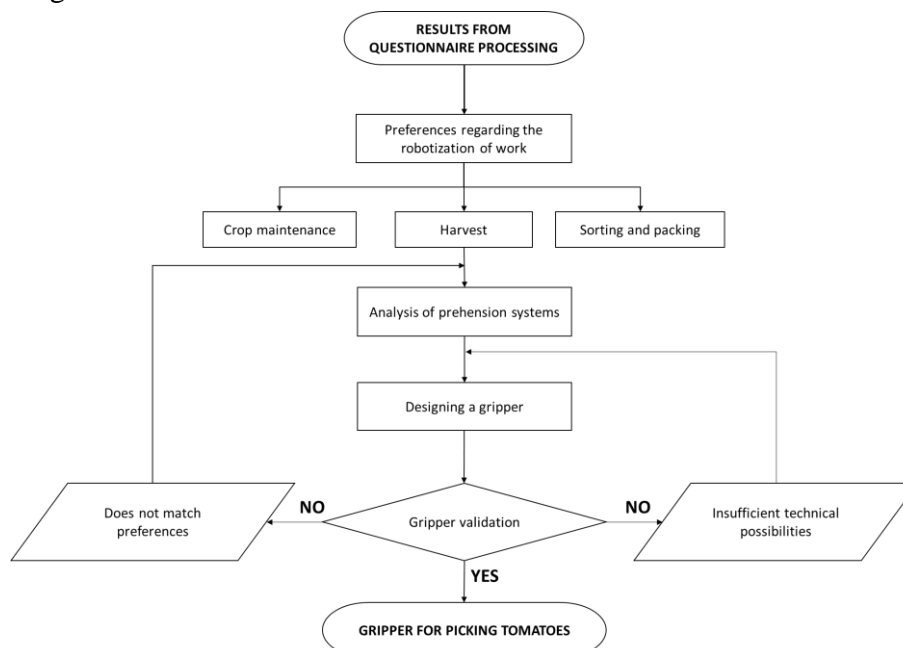 RESULTS FROM
QUESTIONNAIRE PROCESSING
Preferences regarding the
robotization of work
Crop maintenance
Harvest
Sorting and packing
Analysis of prehension systems
Designing a gripper
Does not match
preferences
NO
Gripper validation
NO
Insufficient technical
possibilities
YES
GRIPPER FOR PICKING TOMATOES